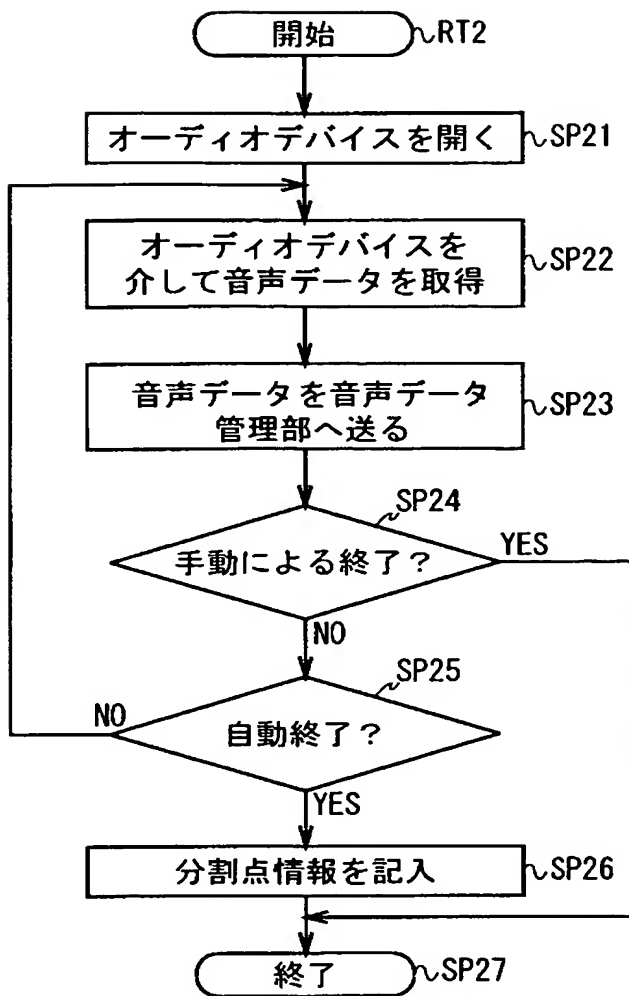 開始
RT2
オーディオデバイスを開く
SP21
オーディオデバイスを
介して音声データを取得
SP22
音声データを音声データ
管理部へ送る
SP23
SP24
手動による終了?
YES
NO
SP25
NO
自動終了?
YES
分割点情報を記入
SP26
終了
SP27